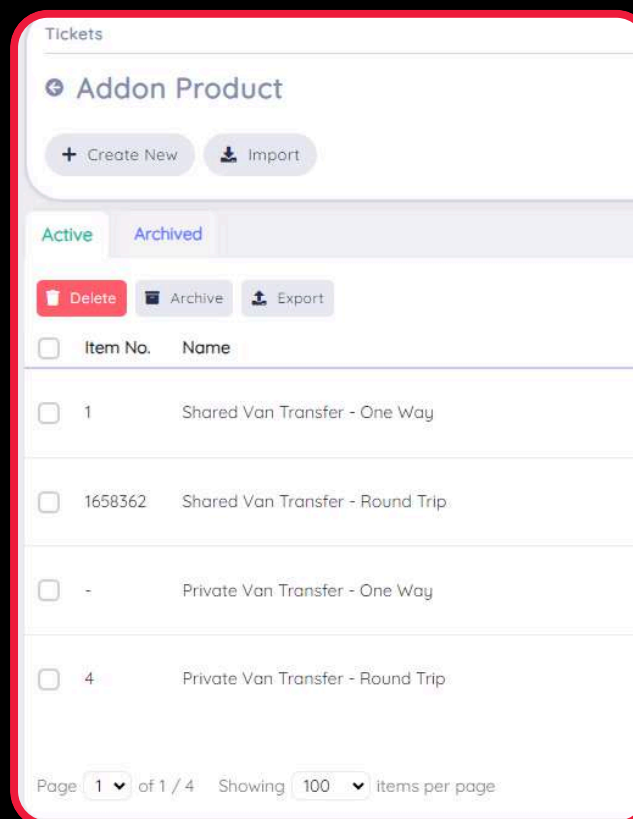 Tickets
Addon Product
Create New Import
Active Archived
Delete Archive Export
Item No. Name
1 Shared Van Transfer - One Way
1658362 Shared Van Transfer - Round Trip
- Private Van Transfer - One Way
4 Private Van Transfer - Round Trip
Page 1 of 1 / 4 Showing 100 items per page